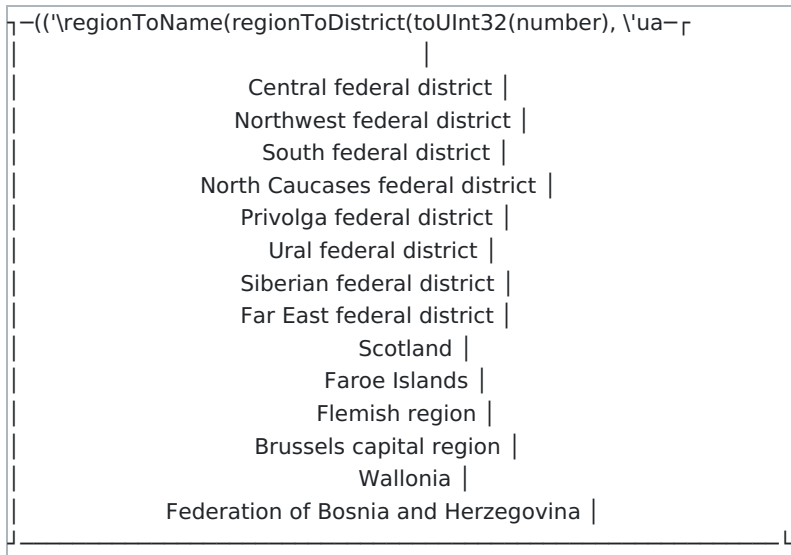 ┐─(('\regionToName(regionToDistrict(toUInt32(number), \'ua─┌
│ │
│ Central federal district │
│ Northwest federal district │
│ South federal district │
│ North Caucases federal district │
│ Privolga federal district │
│ Ural federal district │
│ Siberian federal district │
│ Far East federal district │
│ Scotland │
│ Faroe Islands │
│ Flemish region │
│ Brussels capital region │
│ Wallonia │
│ Federation of Bosnia and Herzegovina │
┘──────────────────────────────────────────────────────────└